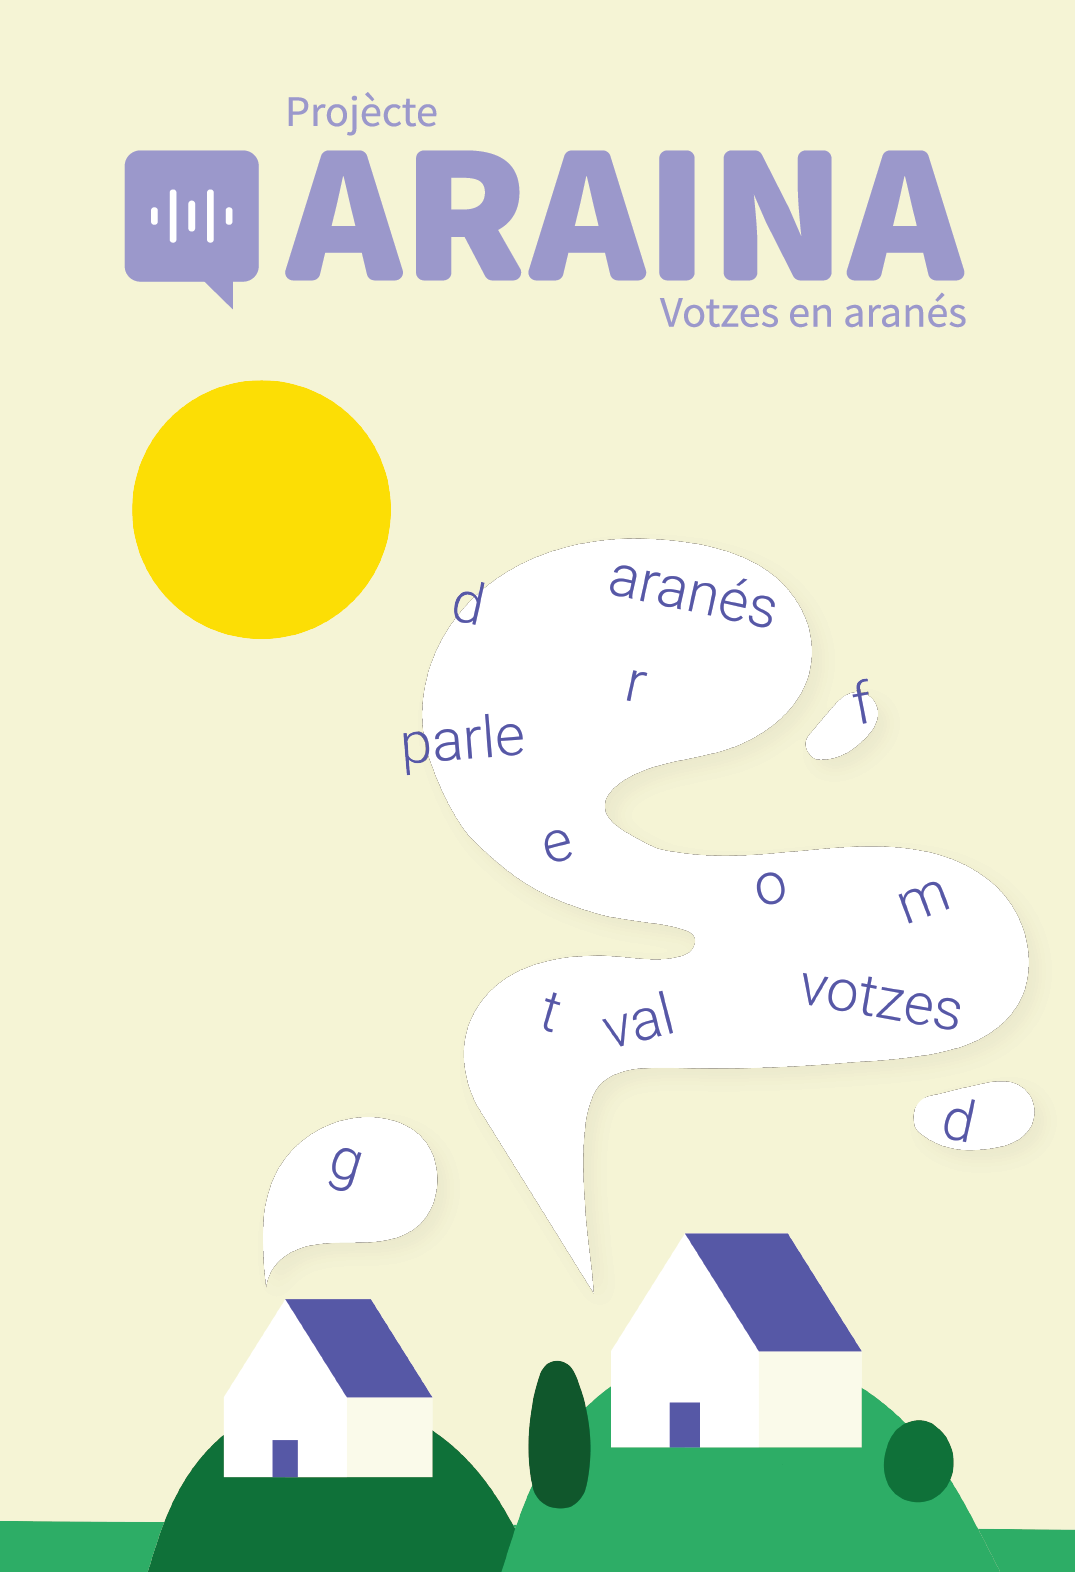 Projècte
ARAINA
Votzes en aranés
d
aranés
r
f
parle
e
o
m
t
val
votzes
d
g